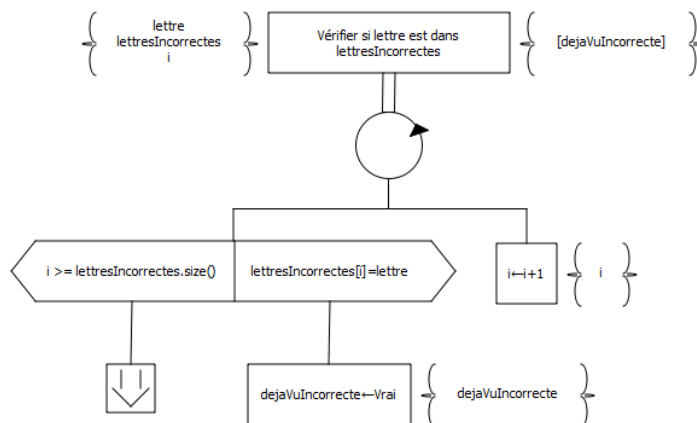 lettre
lettresIncorrectes
i
Vérifier si lettre est dans
lettresIncorrectes
[dejaVuIncorrecte]
i >= lettresIncorrectes.size()
lettresIncorrectes[i]=lettre
i←i+1
i
dejaVuIncorrecte←Vrai
dejaVuIncorrecte